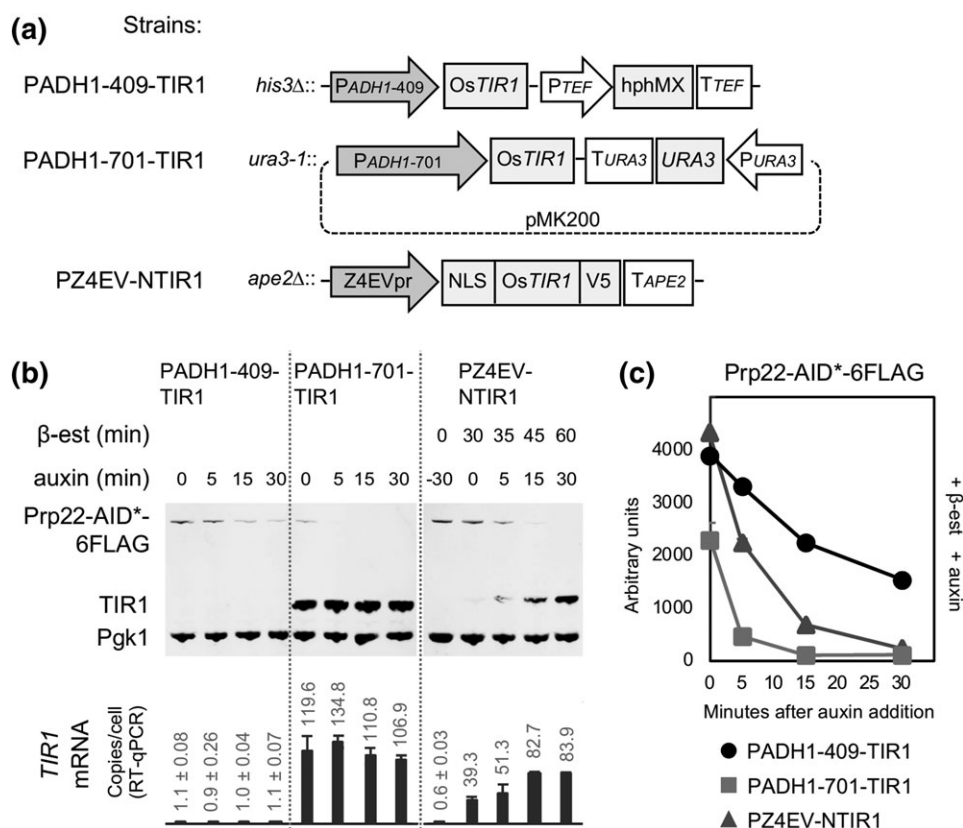 (a) Strains:
PADH1-409-TIR1 his3Δ:: PADH1-409 OsTIR1 PTEF hphMX TTEF
PADH1-701-TIR1 ura3-1:: PADH1-701 OsTIR1 TURA3 URA3 PURA3
pMK200
PZ4EV-NTIR1 ape2Δ:: Z4EVpr NLS OsTIR1 V5 TAPE2
(b) PADH1-409-TIR1 PADH1-701-TIR1 PZ4EV-NTIR1
β-est (min) 0 30 35 45 60
auxin (min) 0 5 15 30 0 5 15 30 -30 0 5 15 30
Prp22-AID*-
6FLAG
TIR1
Pgk1
TIR1
mRNA
Copies/cell
(RT-qPCR)
1.1 ± 0.08 0.9 ± 0.26 1.0 ± 0.04 1.1 ± 0.07 119.6 134.8 110.8 106.9 0.6 ± 0.03 39.3 51.3 82.7 83.9
(c) Prp22-AID*-6FLAG
Arbitrary units
4000
3000
2000
1000
0
0 5 10 15 20 25 30
Minutes after auxin addition
+ β-est + auxin
PADH1-409-TIR1
PADH1-701-TIR1
PZ4EV-NTIR1